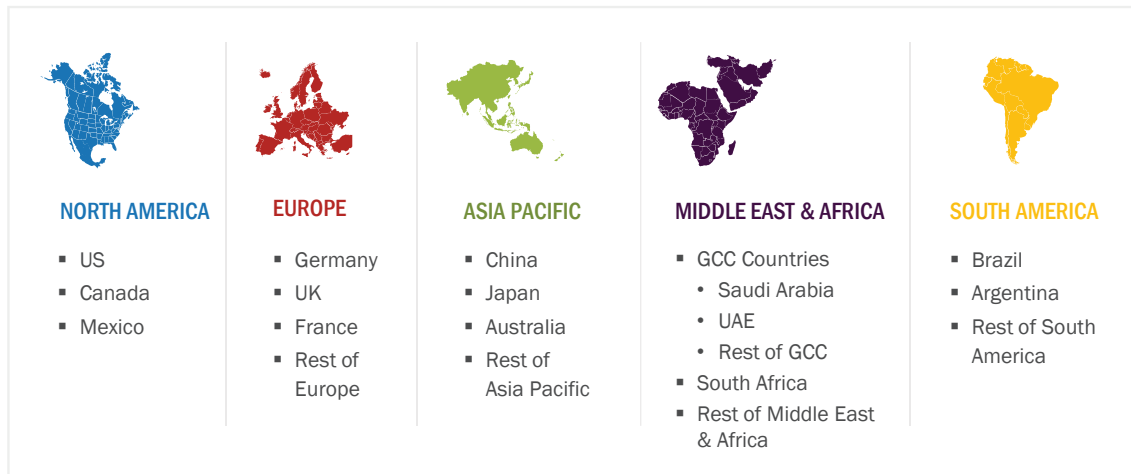 NORTH AMERICA
▪ US
▪ Canada
▪ Mexico
EUROPE
▪ Germany
▪ UK
▪ France
▪ Rest of
Europe
ASIA PACIFIC
▪ China
▪ Japan
▪ Australia
▪ Rest of
Asia Pacific
MIDDLE EAST & AFRICA
▪ GCC Countries
• Saudi Arabia
• UAE
• Rest of GCC
▪ South Africa
▪ Rest of Middle East
& Africa
SOUTH AMERICA
▪ Brazil
▪ Argentina
▪ Rest of South
America